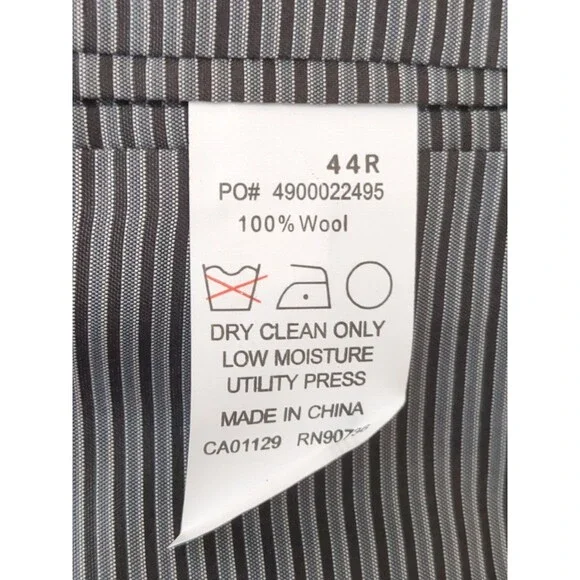 44R
PO# 4900022495
100% Wool
DRY CLEAN ONLY
LOW MOISTURE
UTILITY PRESS
MADE IN CHINA
CA01129